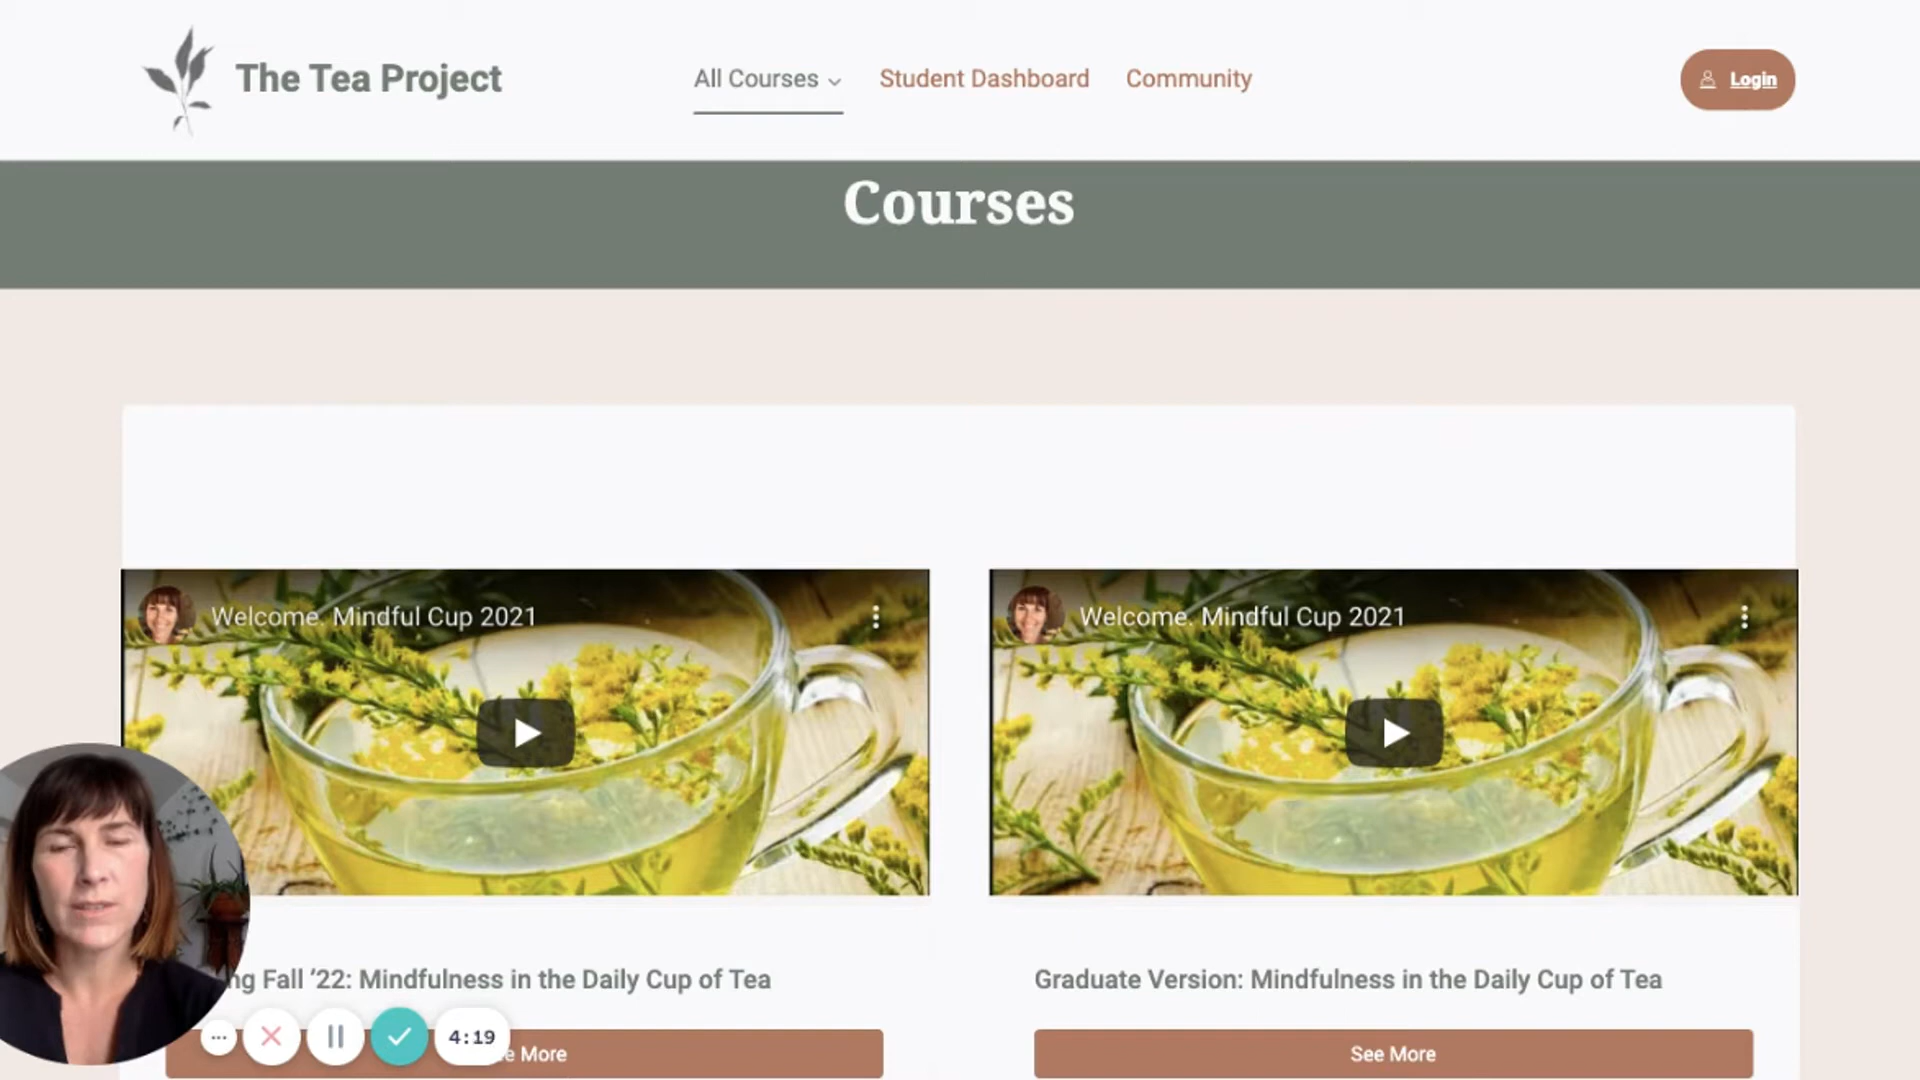 The Tea Project
All Courses
Student Dashboard
Community
Login
Courses
Welcome. Mindful Cup 2021
Welcome. Mindful Cup 2021
ng Fall '22: Mindfulness in the Daily Cup of Tea
Graduate Version: Mindfulness in the Daily Cup of Tea
4:19
e More
See More